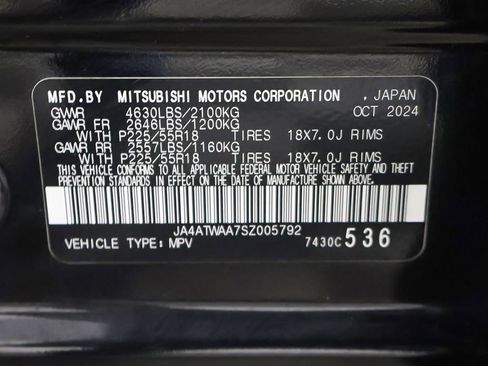 MFD.BY MITSUBISHI MOTORS CORPORATION . JAPAN
GVWR 4630LBS/2100KG OCT 2024
GAWR FR 2646LBS/1200KG
WITH P225/55R18 TIRES 18X7.0J RIMS
GAWR RR 2557LBS/1160KG
WITH P225/55R18 TIRES 18X7.0J RIMS
THIS VEHICLE CONFORMS TO ALL APPLICABLE FEDERAL MOTOR VEHICLE SAFETY AND THEFT
PREVENTION STANDARDS IN EFFECT ON THE DATE OF MANUFACTURE SHOWN ABOVE.
JA4ATWAA7SZ005792
VEHICLE TYPE: MPV 7430C 536